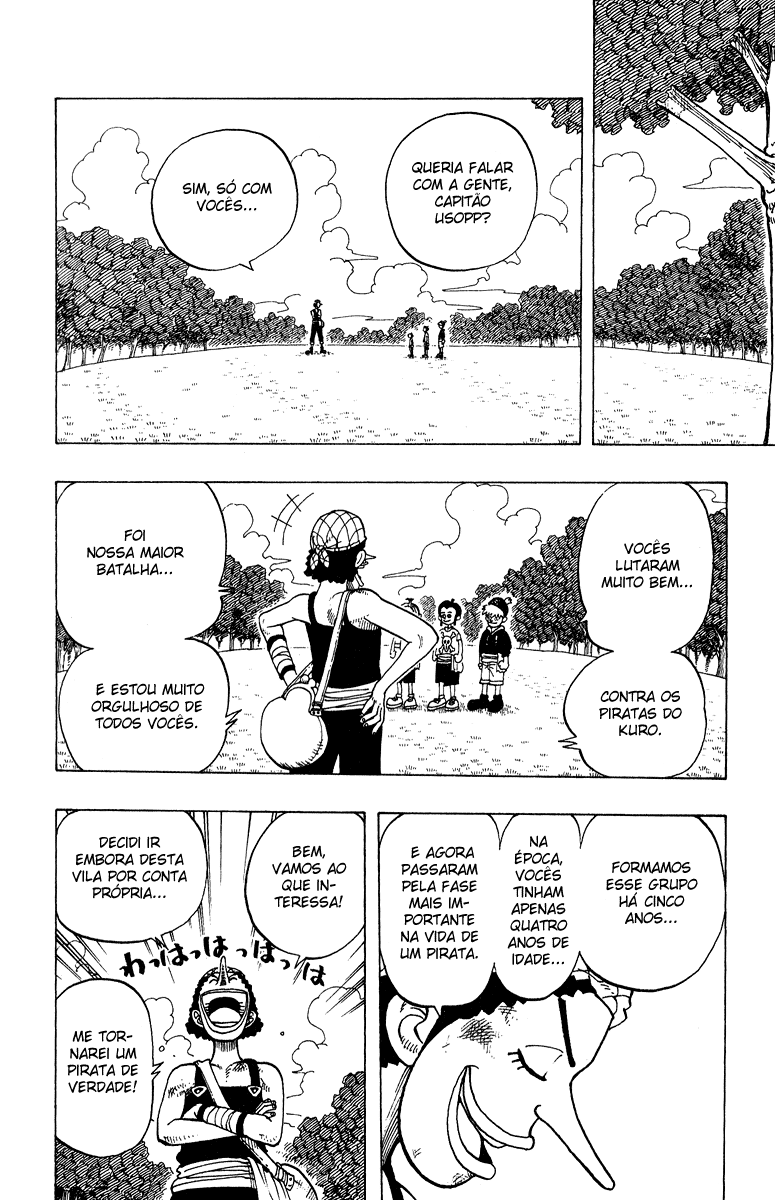 QUERIA FALAR
COM A GENTE,
CAPITÃO
USOPP?
SIM, SÓ COM
VOCÊS...
VOCÊS
LUTARAM
MUITO BEM...
CONTRA OS
PIRATAS DO
KURO.
FOI
NOSSA MAIOR
BATALHA...
E ESTOU MUITO
ORGULHOSO DE
TODOS VOCÊS.
FORMAMOS
ESSE GRUPO
HÁ CINCO
ANOS...
NA
ÉPOCA,
VOCÊS
TINHAM
APENAS
QUATRO
ANOS DE
IDADE...
E AGORA
PASSARAM
PELA FASE
MAIS IM-
PORTANTE
NA VIDA DE
UM PIRATA.
BEM,
VAMOS AO
QUE IN-
TERESSA!
DECIDI IR
EMBORA DESTA
VILA POR CONTA
PRÓPRIA...
わっはっはっはっは
ME TOR-
NAREI UM
PIRATA DE
VERDADE!